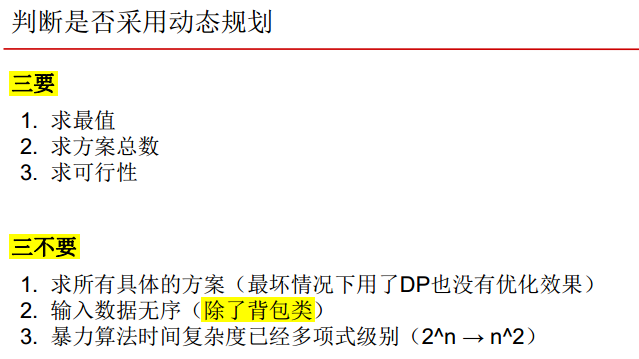 判断是否采用动态规划
三要
1. 求最值
2. 求方案总数
3. 求可行性
三不要
1. 求所有具体的方案（最坏情况下用了DP也没有优化效果）
2. 输入数据无序（除了背包类）
3. 暴力算法时间复杂度已经多项式级别（2^n → n^2）